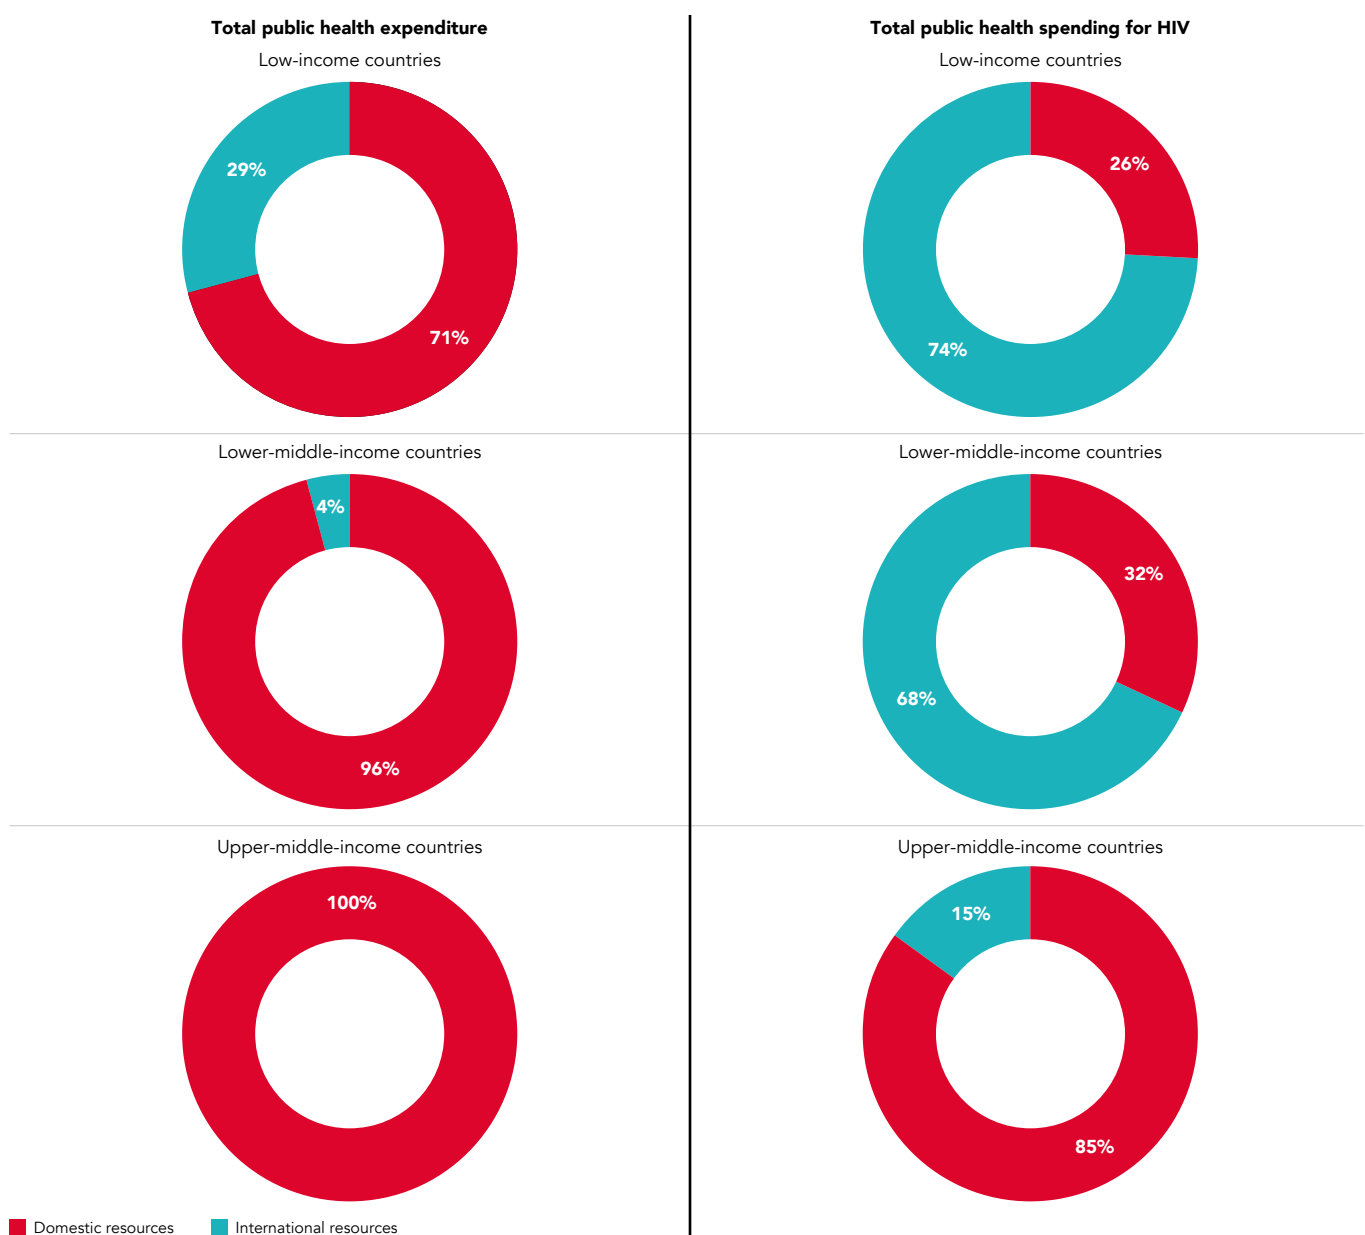 Total public health expenditure
Low-income countries
29%
71%
Lower-middle-income countries
4%
96%
Upper-middle-income countries
100%
Total public health spending for HIV
Low-income countries
26%
74%
Lower-middle-income countries
32%
68%
Upper-middle-income countries
15%
85%
Domestic resources
International resources